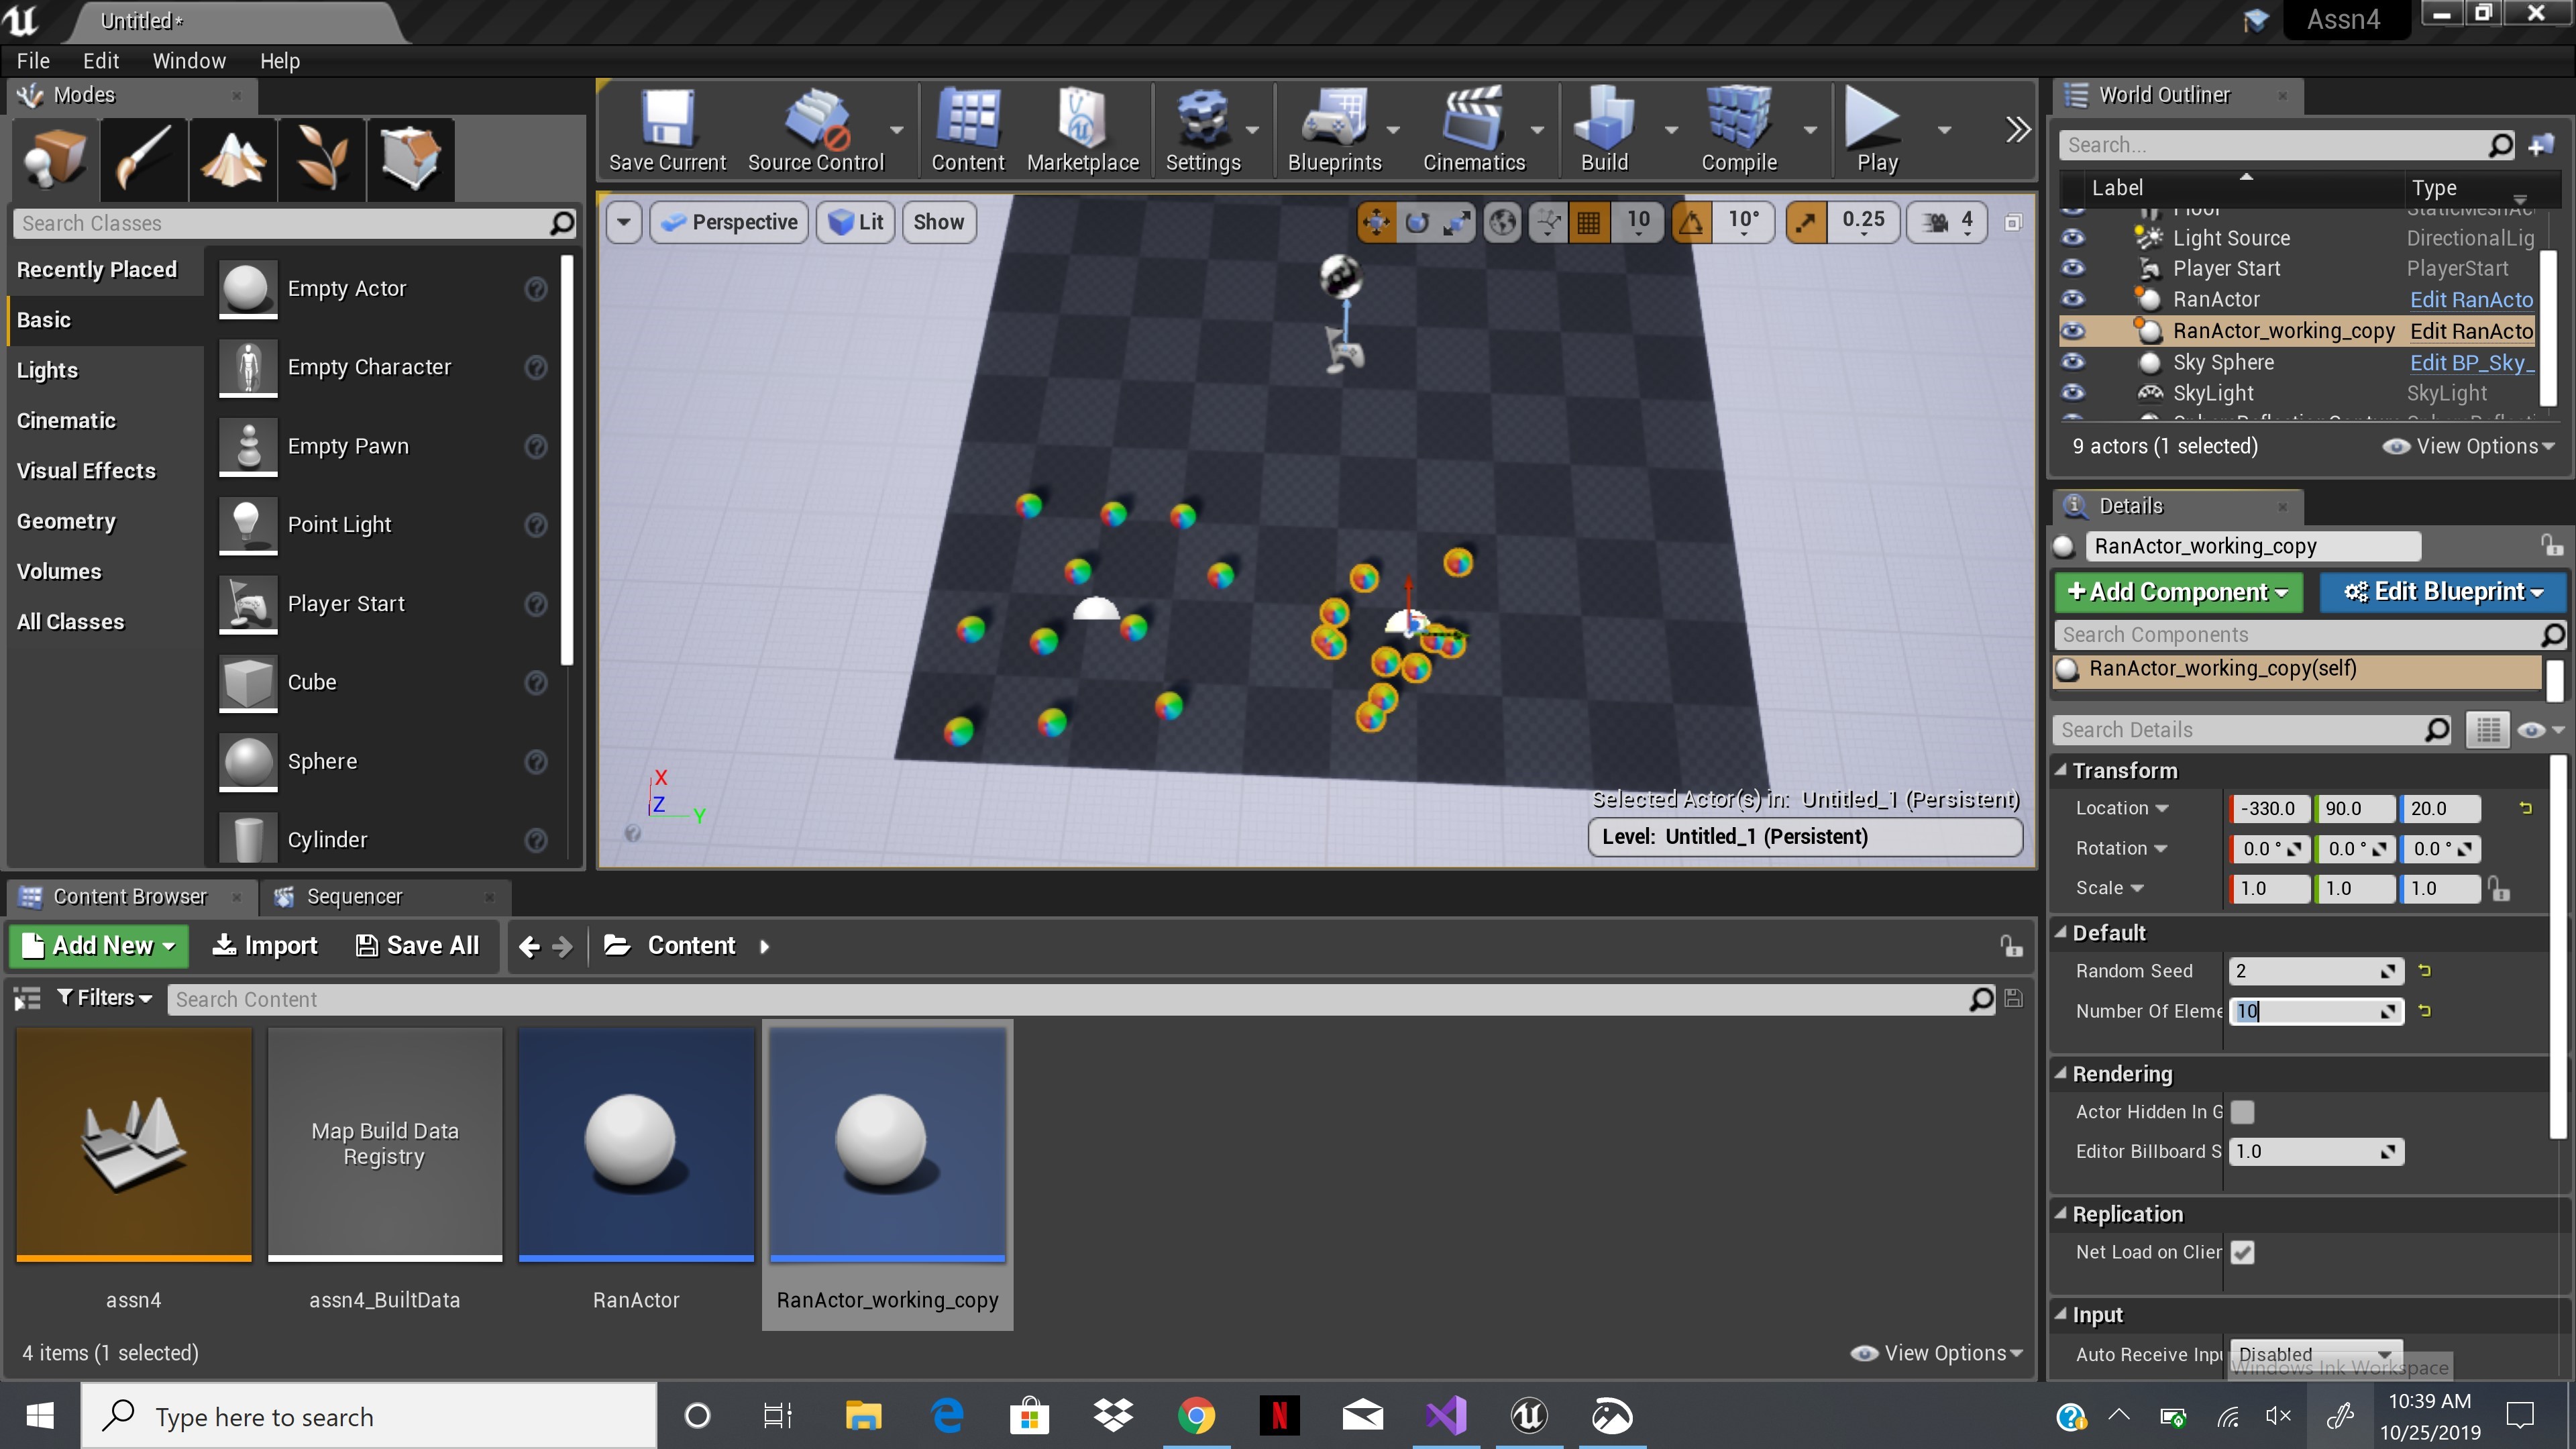 Untitled*
Assn4
File Edit Window Help
Modes
Search Classes
Recently Placed
Basic
Lights
Cinematic
Visual Effects
Geometry
Volumes
All Classes
Empty Actor
Empty Character
Empty Pawn
Point Light
Player Start
Cube
Sphere
Cylinder
Save Current Source Control Content Marketplace Settings Blueprints Cinematics Build Compile Play
Perspective Lit Show
10 10° 0.25 4
X
Z
Y
Selected Actor(s) in: Untitled_1 (Persistent)
Level: Untitled_1 (Persistent)
World Outliner
Search...
Label Type
Floor StaticMeshAc
Light Source DirectionalLig
Player Start PlayerStart
RanActor Edit RanActo
RanActor_working_copy Edit RanActo
Sky Sphere Edit BP_Sky_
SkyLight SkyLight
9 actors (1 selected) View Options
Details
RanActor_working_copy
+Add Component Edit Blueprint
Search Components
RanActor_working_copy(self)
Search Details
Transform
Location -330.0 90.0 20.0
Rotation 0.0 ° 0.0 ° 0.0 °
Scale 1.0 1.0 1.0
Default
Random Seed 2
Number Of Eleme 10
Rendering
Actor Hidden In G
Editor Billboard S 1.0
Replication
Net Load on Clien
Input
Auto Receive Inpu Disabled
Windows Ink Workspace
Content Browser Sequencer
Add New Import Save All Content
Filters Search Content
Map Build Data
Registry
assn4 assn4_BuiltData RanActor RanActor_working_copy
4 items (1 selected) View Options
Type here to search
10:39 AM
10/25/2019